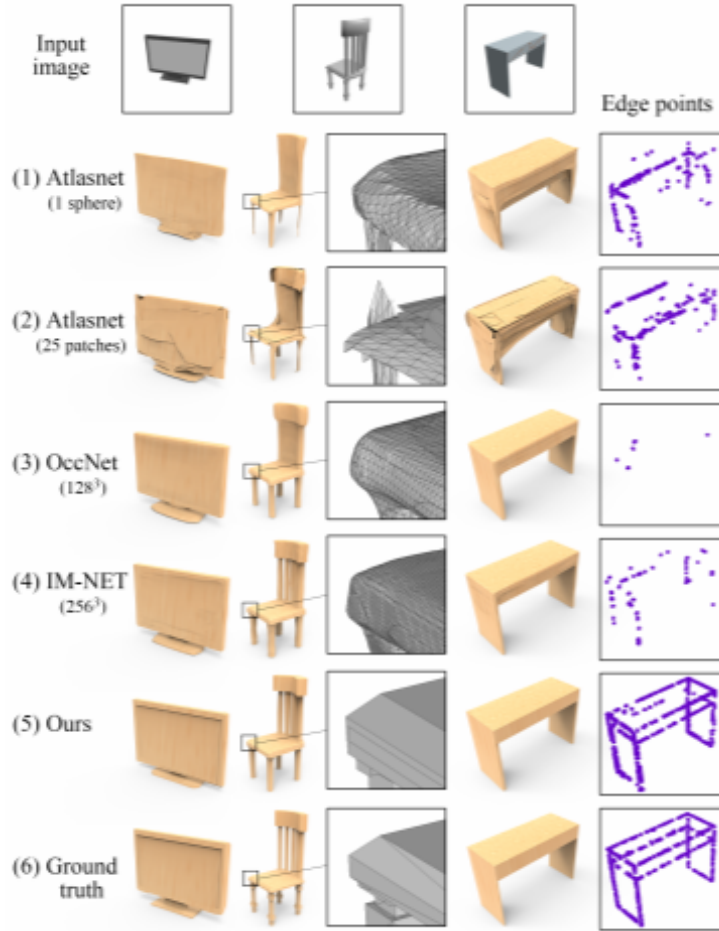 Input
image
Edge points
(1) Atlasnet
(1 sphere)
(2) Atlasnet
(25 patches)
(3) OccNet
(128³)
(4) IM-NET
(256³)
(5) Ours
(6) Ground
truth